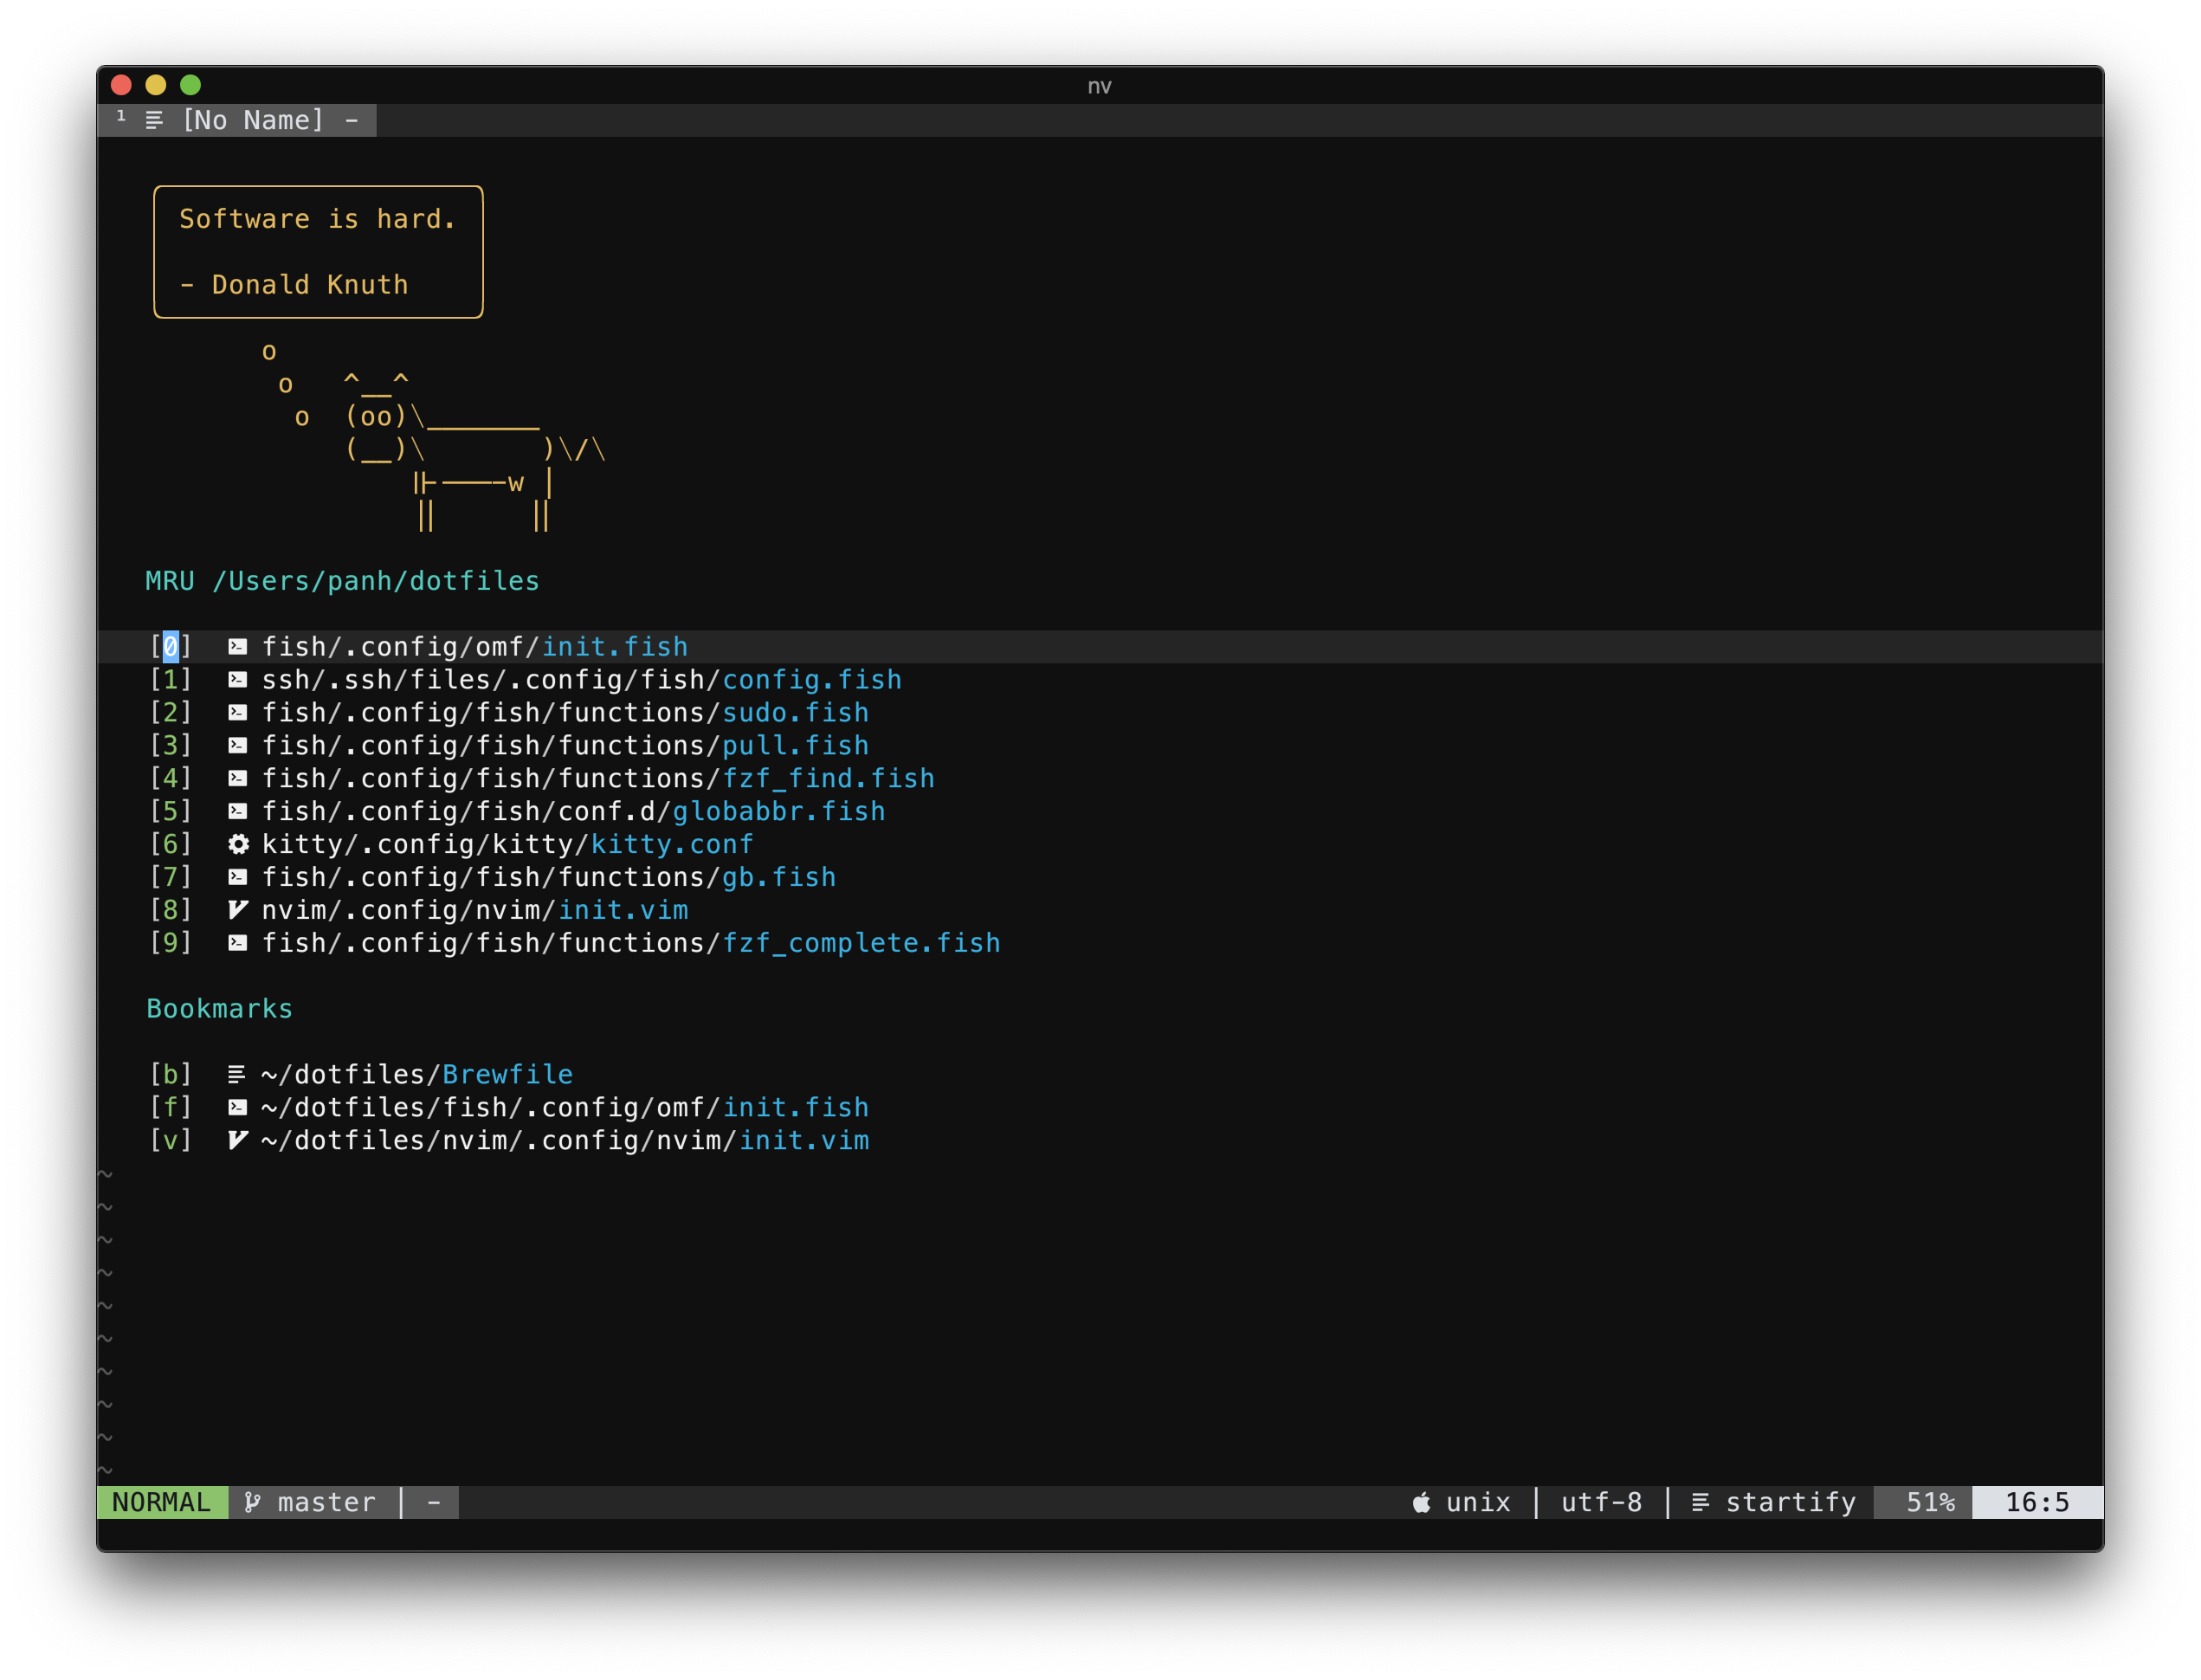 nv
1 [No Name] -
Software is hard.
- Donald Knuth
o
o   ^__^
o  (oo)\_______
(__)\       )\/\
||----w |
||     ||
MRU /Users/panh/dotfiles
[0] fish/.config/omf/init.fish
[1] ssh/.ssh/files/.config/fish/config.fish
[2] fish/.config/fish/functions/sudo.fish
[3] fish/.config/fish/functions/pull.fish
[4] fish/.config/fish/functions/fzf_find.fish
[5] fish/.config/fish/conf.d/globabbr.fish
[6] kitty/.config/kitty/kitty.conf
[7] fish/.config/fish/functions/gb.fish
[8] nvim/.config/nvim/init.vim
[9] fish/.config/fish/functions/fzf_complete.fish
Bookmarks
[b] ~/dotfiles/Brewfile
[f] ~/dotfiles/fish/.config/omf/init.fish
[v] ~/dotfiles/nvim/.config/nvim/init.vim
~
~
~
~
~
~
~
~
~
~
NORMAL master | - unix | utf-8 | startify 51% 16:5